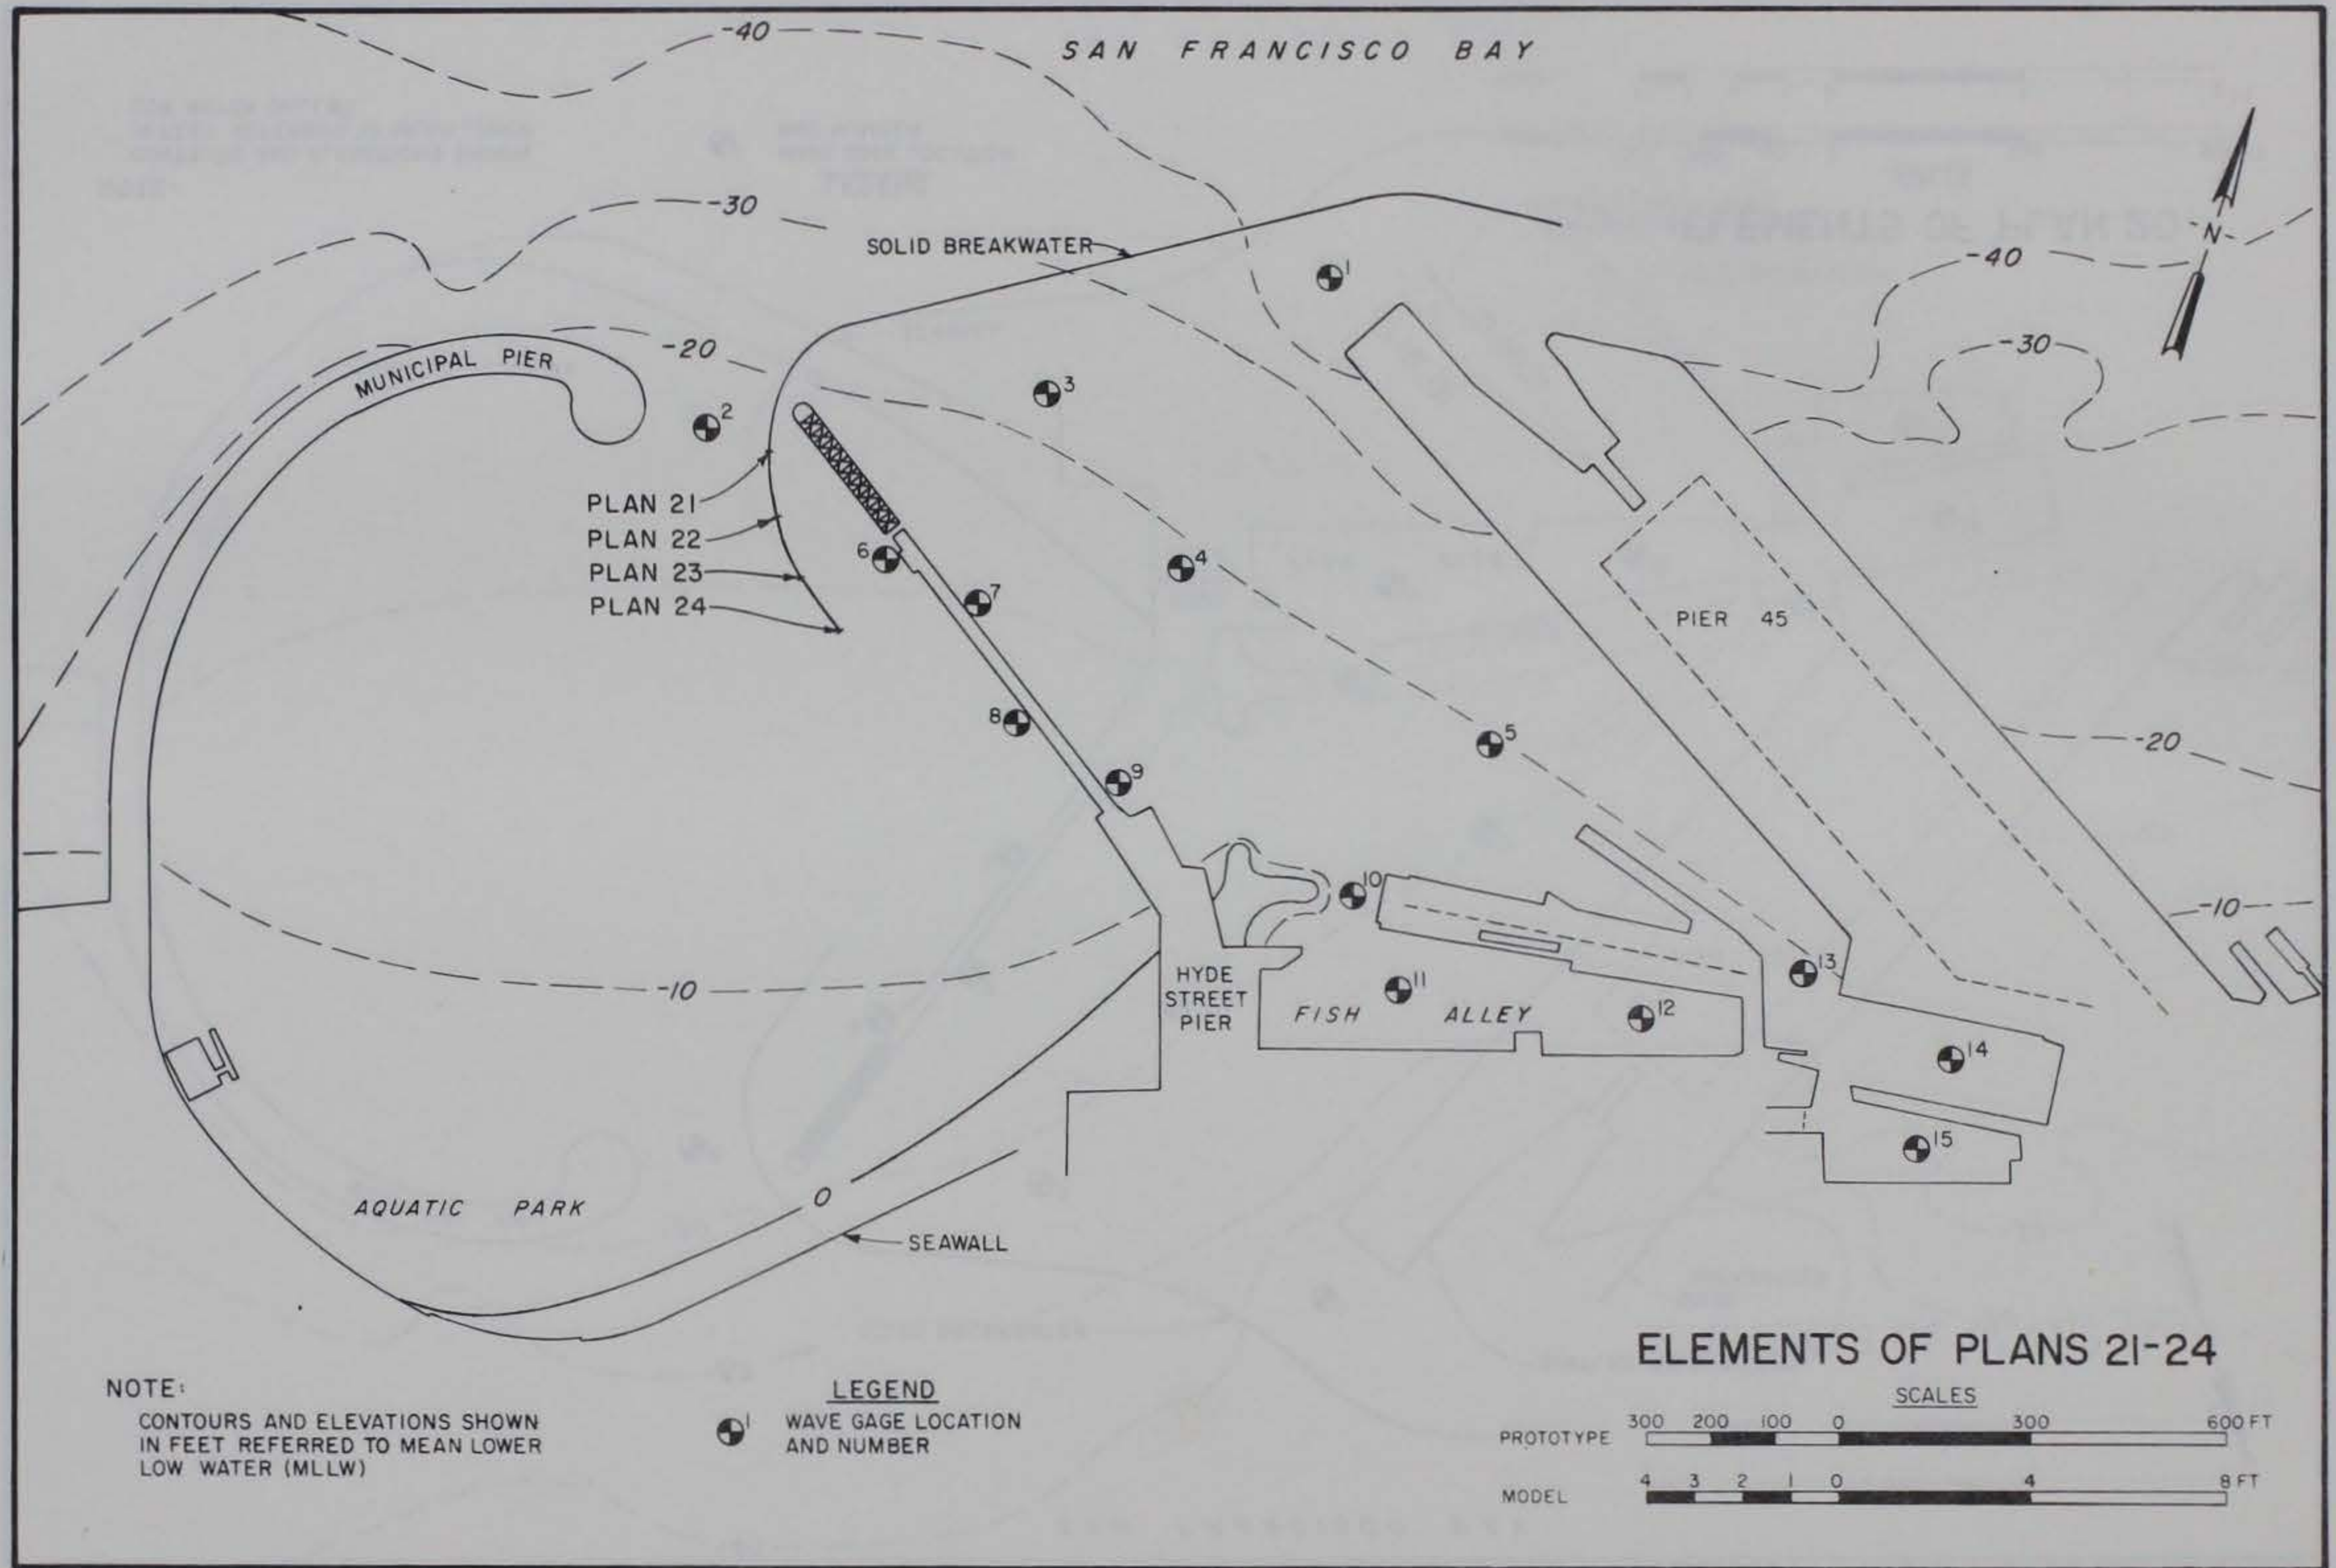 -40
SAN FRANCISCO BAY
-30
SOLID BREAKWATER
N
-40
1
-20
-30
MUNICIPAL PIER
3
2
PLAN 21
PLAN 22
6
4
PLAN 23
7
PLAN 24
PIER 45
8
5
-20
9
10
-10
13
HYDE
STREET
PIER
11
FISH ALLEY
12
-10
14
15
AQUATIC PARK
0
SEAWALL
ELEMENTS OF PLANS 21-24
NOTE:
CONTOURS AND ELEVATIONS SHOWN
IN FEET REFERRED TO MEAN LOWER
LOW WATER (MLLW)
LEGEND
1 WAVE GAGE LOCATION
AND NUMBER
SCALES
300 200 100 0 300 600 FT
PROTOTYPE
4 3 2 1 0 4 8 FT
MODEL